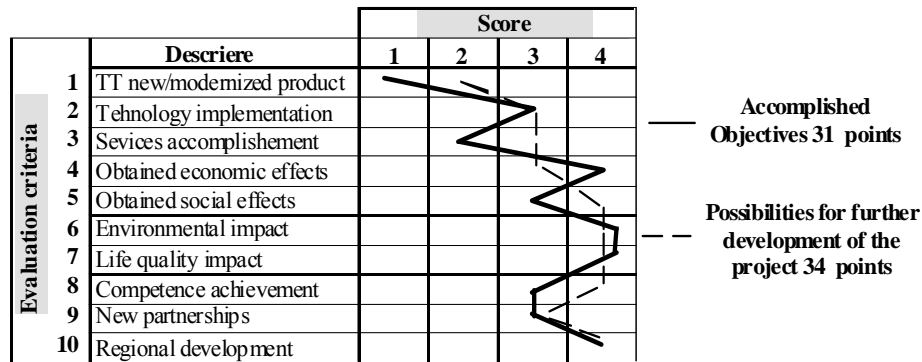 Score
Descriere
1 2 3 4
Evaluation criteria
1 TT new/modernized product
2 Tehnology implementation
3 Sevices accomplishement
4 Obtained economic effects
5 Obtained social effects
6 Environmental impact
7 Life quality impact
8 Competence achievement
9 New partnerships
10 Regional development
Accomplished
Objectives 31 points
Possibilities for further
development of the
project 34 points